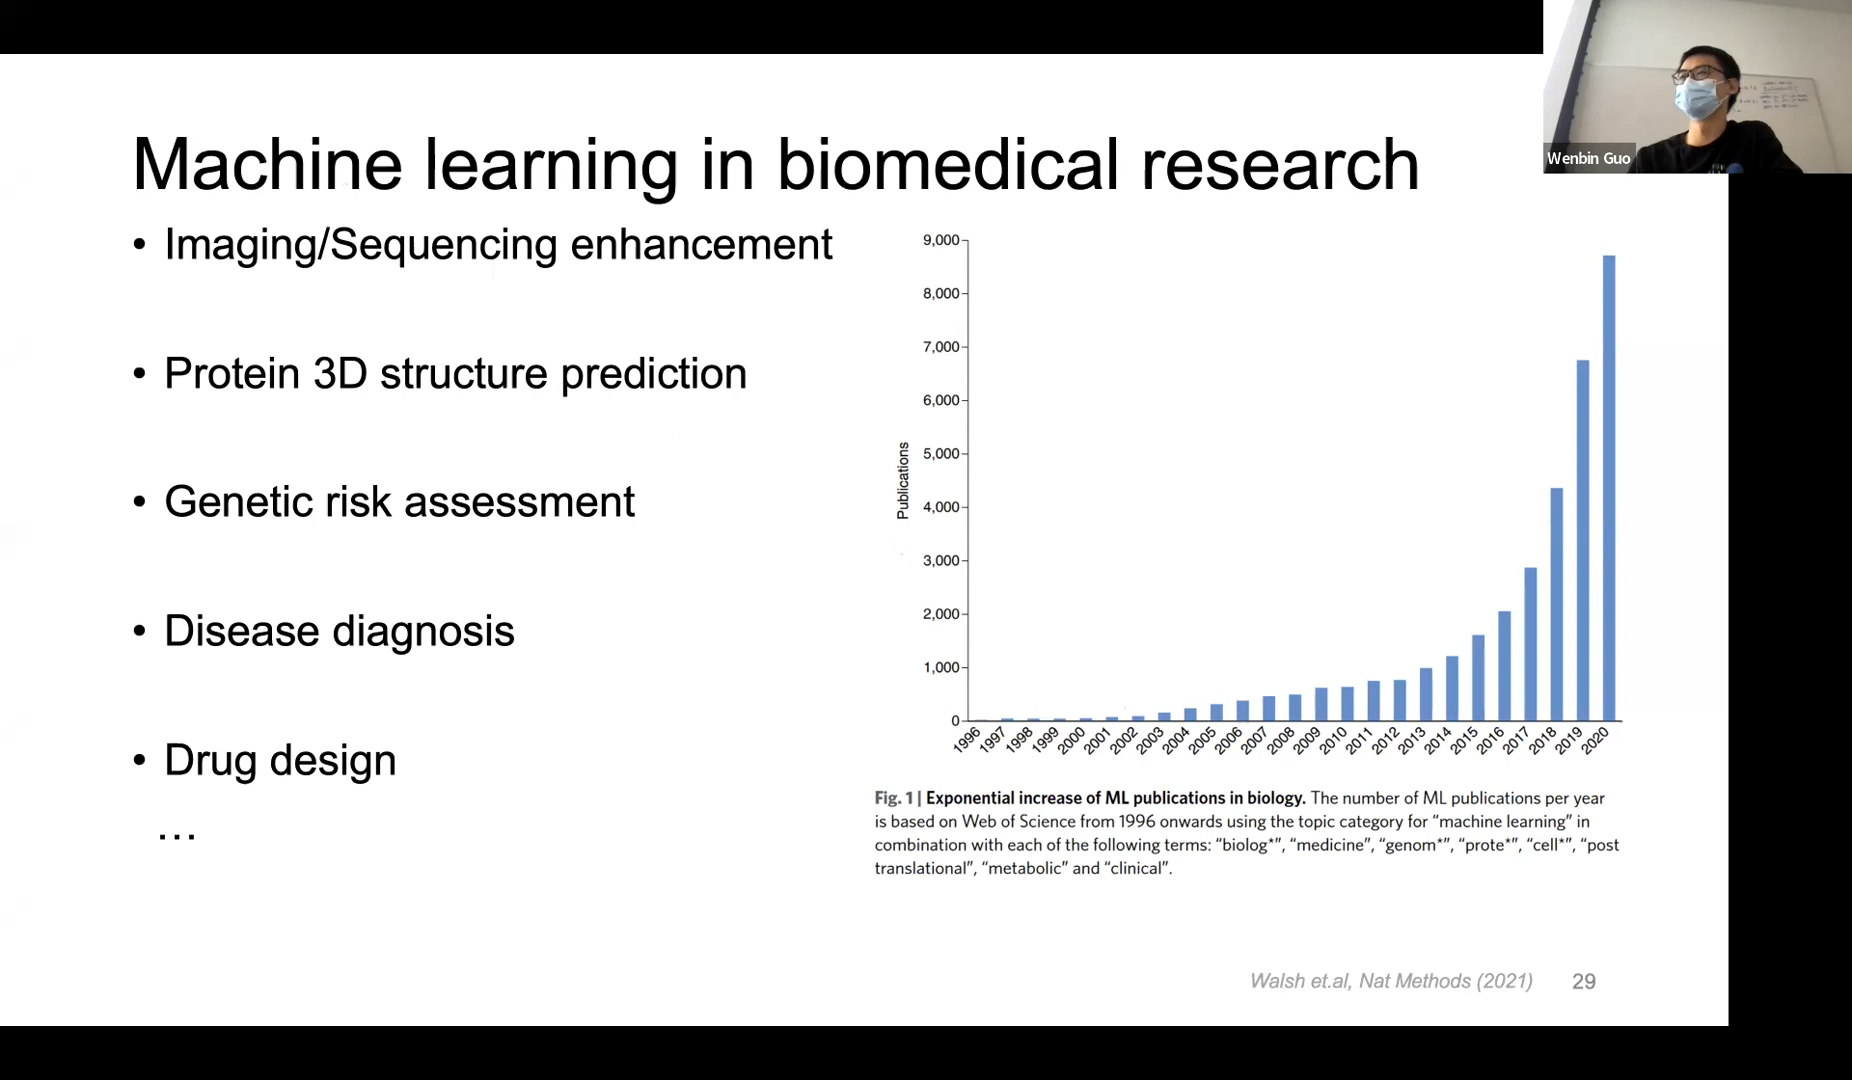 Machine learning in biomedical research
Wenbin Guo
• Imaging/Sequencing enhancement
• Protein 3D structure prediction
• Genetic risk assessment
• Disease diagnosis
• Drug design
…
Publications
9,000
8,000
7,000
6,000
5,000
4,000
3,000
2,000
1,000
0
1996
1997
1998
1999
2000
2001
2002
2003
2004
2005
2006
2007
2008
2009
2010
2011
2012
2013
2014
2015
2016
2017
2018
2019
2020
Fig. 1 | Exponential increase of ML publications in biology. The number of ML publications per year
is based on Web of Science from 1996 onwards using the topic category for “machine learning” in
combination with each of the following terms: “biolog*”, “medicine”, “genom*”, “prote*”, “cell*”, “post
translational”, “metabolic” and “clinical”.
Walsh et.al, Nat Methods (2021)
29